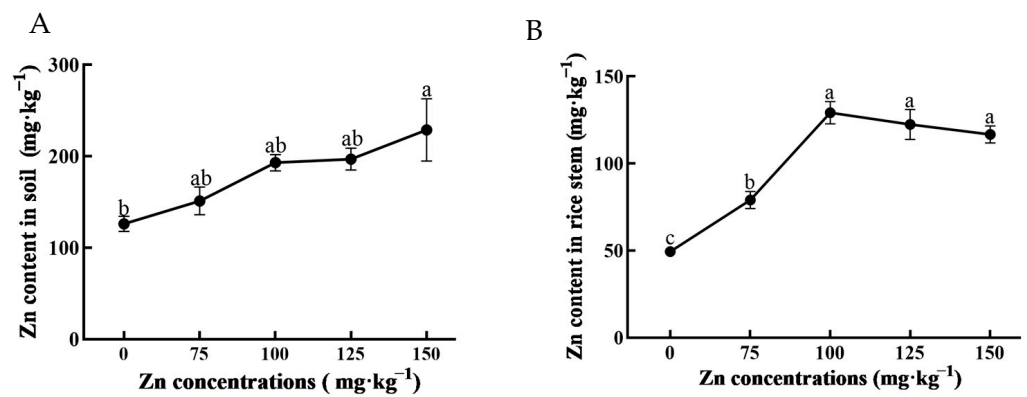 A
Zn content in soil (mg·kg⁻¹)
300
200
100
0
b
ab
ab
ab
a
0 75 100 125 150
Zn concentrations ( mg·kg⁻¹)
B
Zn content in rice stem (mg·kg⁻¹)
150
100
50
0
c
b
a
a
a
0 75 100 125 150
Zn concentrations (mg·kg⁻¹)